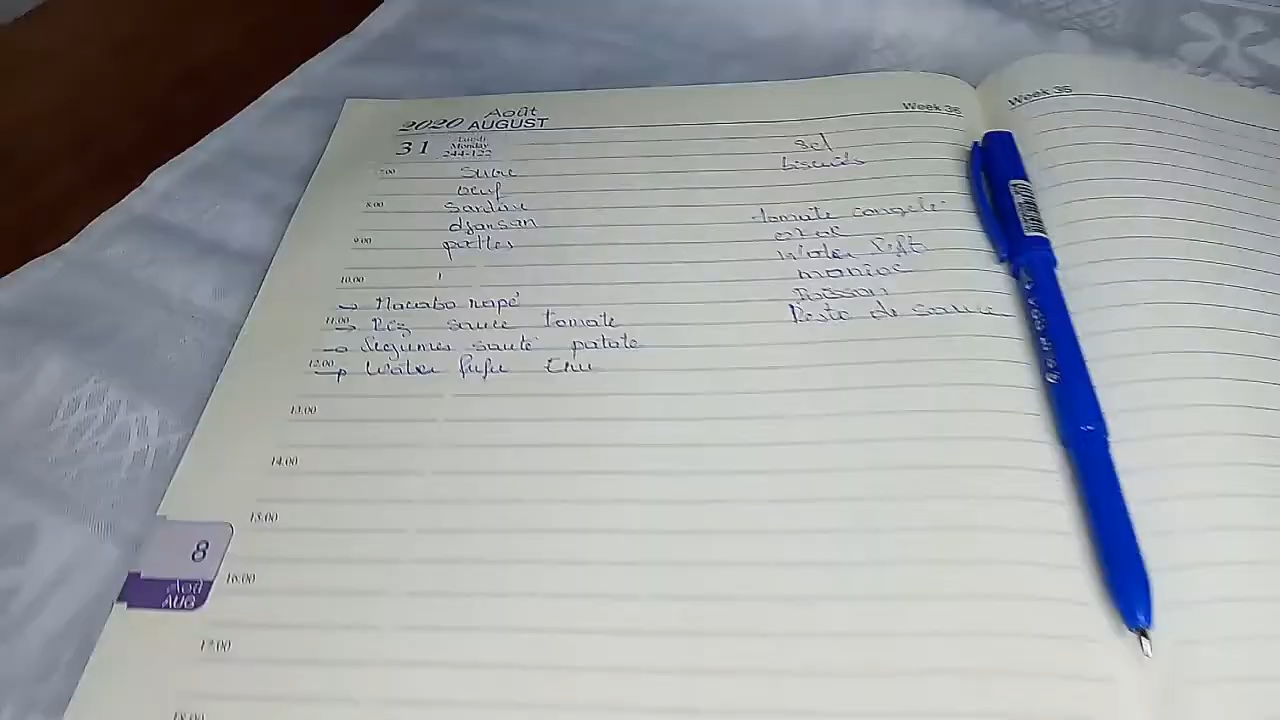 Août
2020 AUGUST
Week 36
31
Lundi
Monday
244-122
7.00
sucre
oeuf
8.00
Sardine
djansan
9.00
pattes
10.00
→ Macabo rapé
11.00
→ Riz sauce tomate
→ légumes sauté patate
12.00
→ Water fufu Eru
sel
biscuits
tomate congelé
Water fufu
manioc
Poisson
Reste de sauce
13.00
14.00
15.00
16.00
17.00
18.00
8
Août
AUG
Week 36